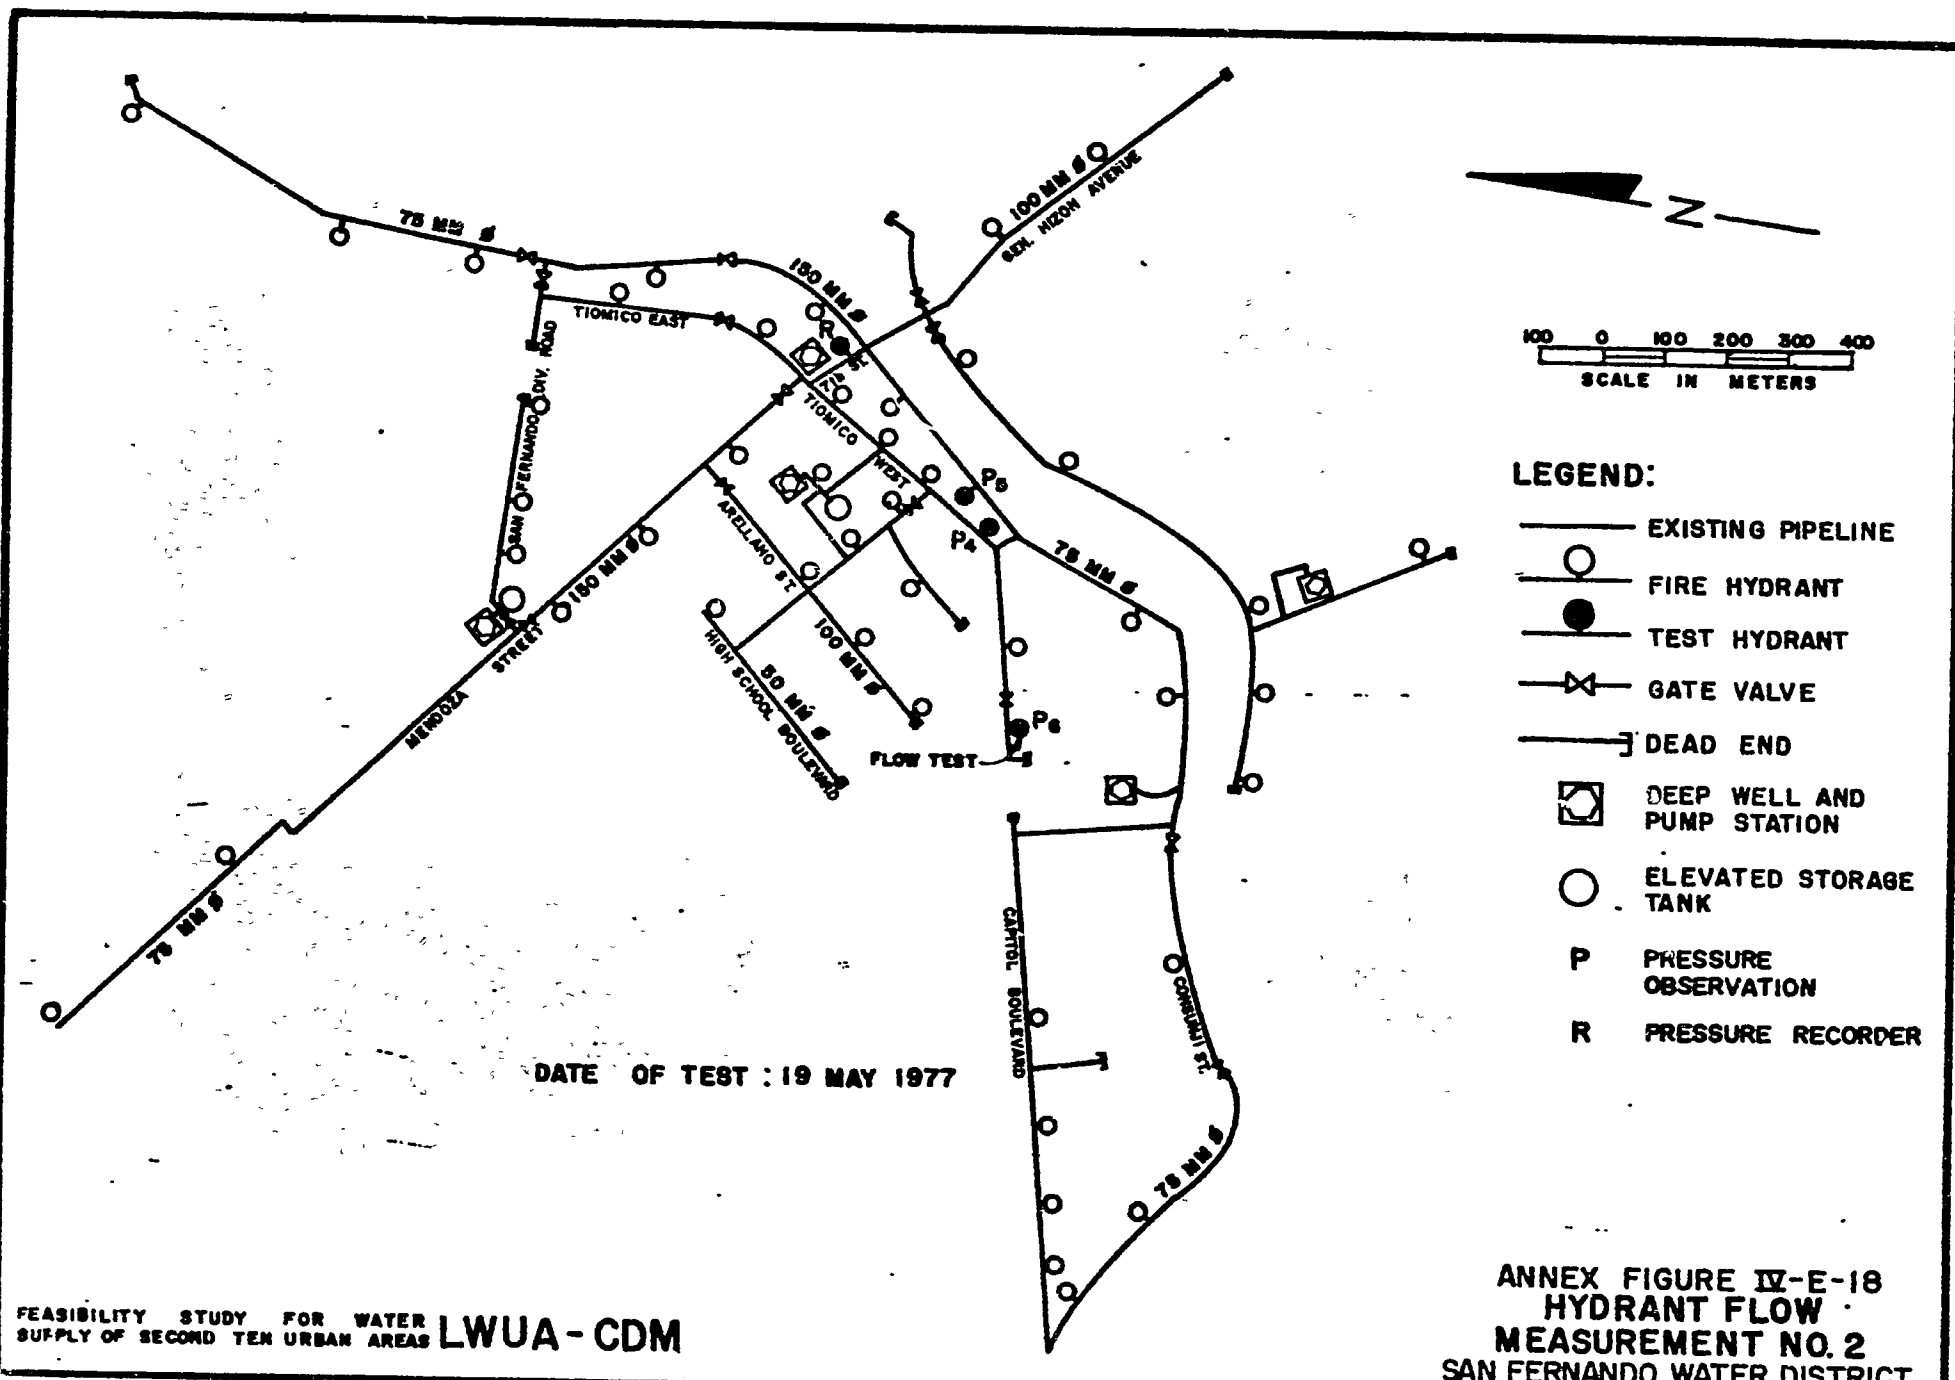 75 MM Ø
TIOMICO EAST
SAN FERNANDO DIV. ROAD
150 MM Ø
R
100 MM Ø
GEN. HIZON AVENUE
N
TIOMICO WEST
P5
P4
75 MM Ø
ARELLANO ST.
150 MM Ø
MENDOZA STREET
100 MM Ø
50 MM Ø
HIGH SCHOOL BOULEVARD
P6
FLOW TEST
75 MM Ø
CAPITOL BOULEVARD
CONSUNJI ST.
75 MM Ø
DATE OF TEST : 19 MAY 1977
100 0 100 200 300 400
SCALE IN METERS
LEGEND:
EXISTING PIPELINE
FIRE HYDRANT
TEST HYDRANT
GATE VALVE
DEAD END
DEEP WELL AND
PUMP STATION
ELEVATED STORAGE
TANK
P PRESSURE
OBSERVATION
R PRESSURE RECORDER
FEASIBILITY STUDY FOR WATER
SUPPLY OF SECOND TEN URBAN AREAS
LWUA-CDM
ANNEX FIGURE IV-E-18
HYDRANT FLOW
MEASUREMENT NO. 2
SAN FERNANDO WATER DISTRICT